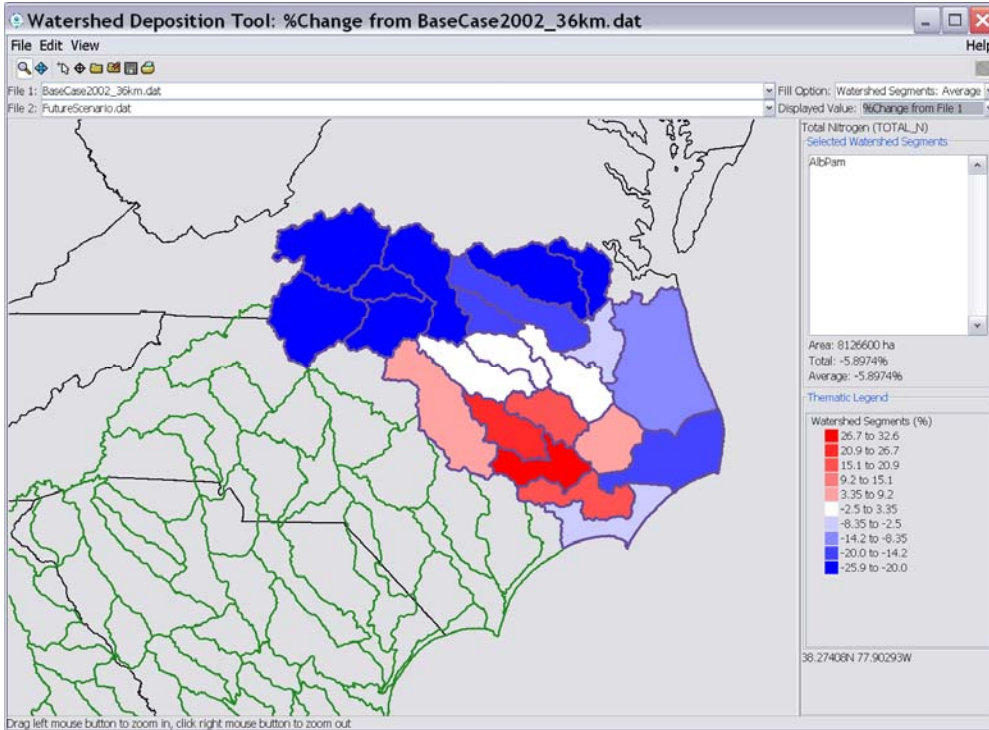 Watershed Deposition Tool: %Change from BaseCase2002_36km.dat
File Edit View Help
File 1: BaseCase2002_36km.dat Fill Option: Watershed Segments: Average
File 2: FutureScenario.dat Displayed Value: %Change from File 1
Total Nitrogen (TOTAL_N)
Selected Watershed Segments
AlbPam
Area: 8126600 ha
Total: -5.8974%
Average: -5.8974%
Thematic Legend
Watershed Segments (%)
26.7 to 32.6
20.9 to 26.7
15.1 to 20.9
9.2 to 15.1
3.35 to 9.2
-2.5 to 3.35
-8.35 to -2.5
-14.2 to -8.35
-20.0 to -14.2
-25.9 to -20.0
38.27408N 77.90293W
Drag left mouse button to zoom in, click right mouse button to zoom out